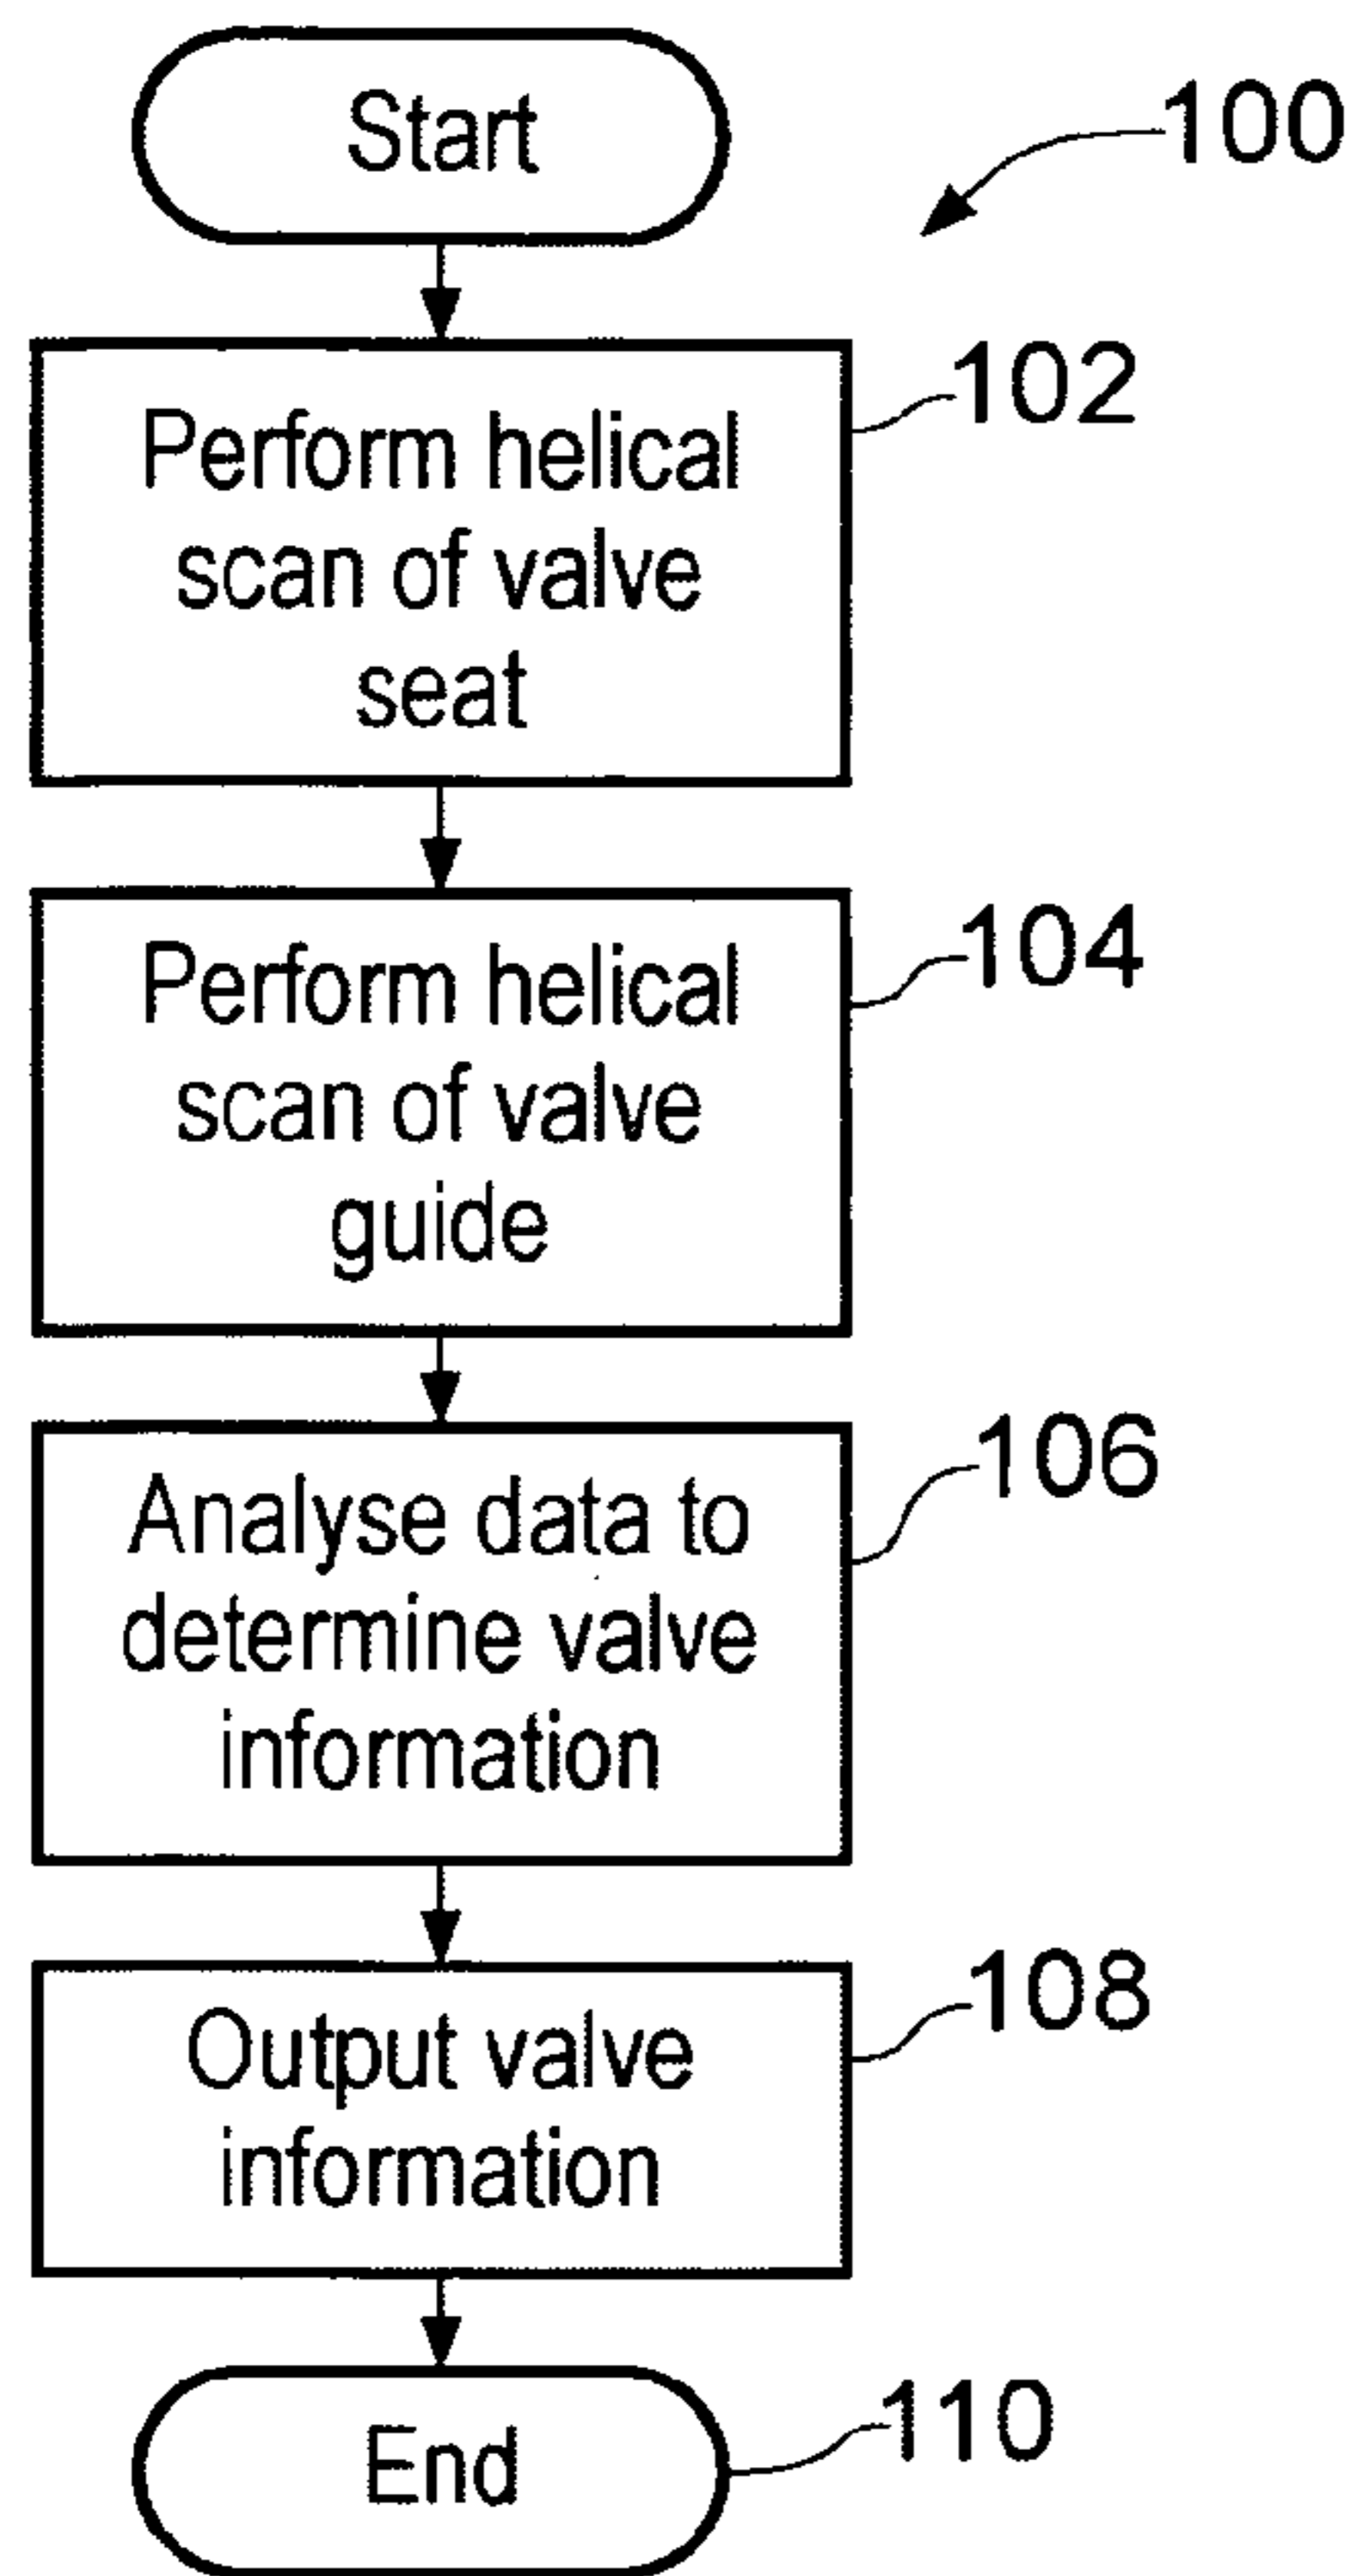 Start
100
Perform helical
scan of valve
seat
102
Perform helical
scan of valve
guide
104
Analyse data to
determine valve
information
106
Output valve
information
108
End
110